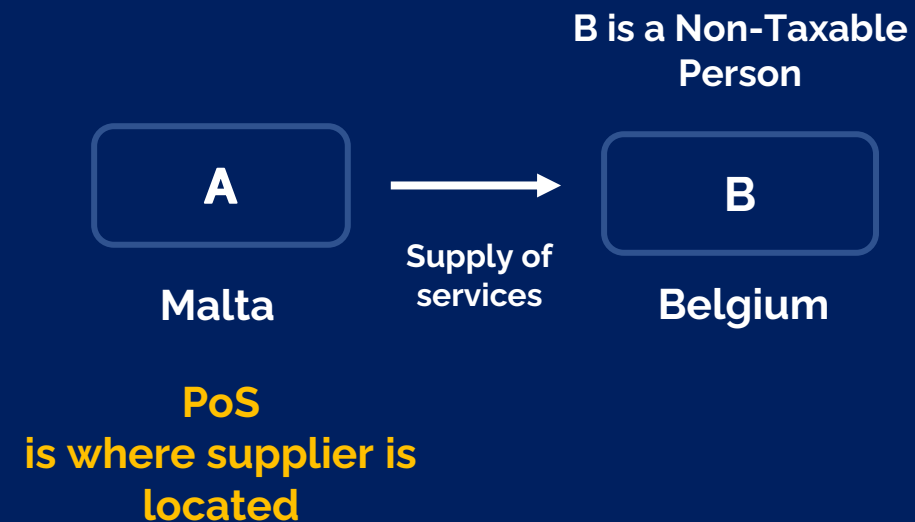 B is a Non-Taxable
Person
A
B
Supply of
services
Malta
Belgium
PoS
is where supplier is
located